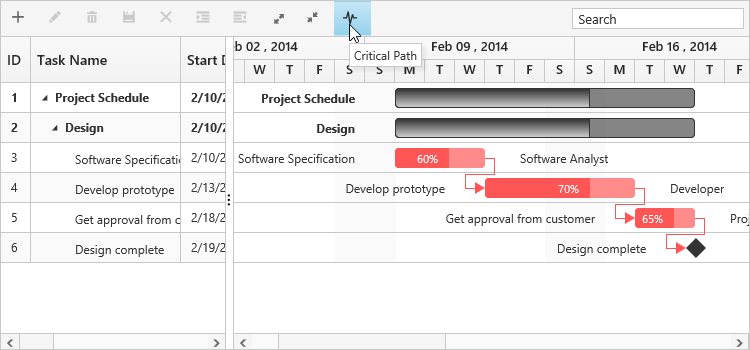 Search
Critical Path
ID Task Name Start D
b 02 , 2014 Feb 09 , 2014 Feb 16 , 2014
W T F S S M T W T F S S M T W T F
1 Project Schedule 2/10/2 Project Schedule
2 Design 2/10/2 Design
3 Software Specificatio 2/10/2 Software Specification 60% Software Analyst
4 Develop prototype 2/13/2 Develop prototype 70% Developer
5 Get approval from c 2/18/2 Get approval from customer 65% Proj
6 Design complete 2/19/2 Design complete